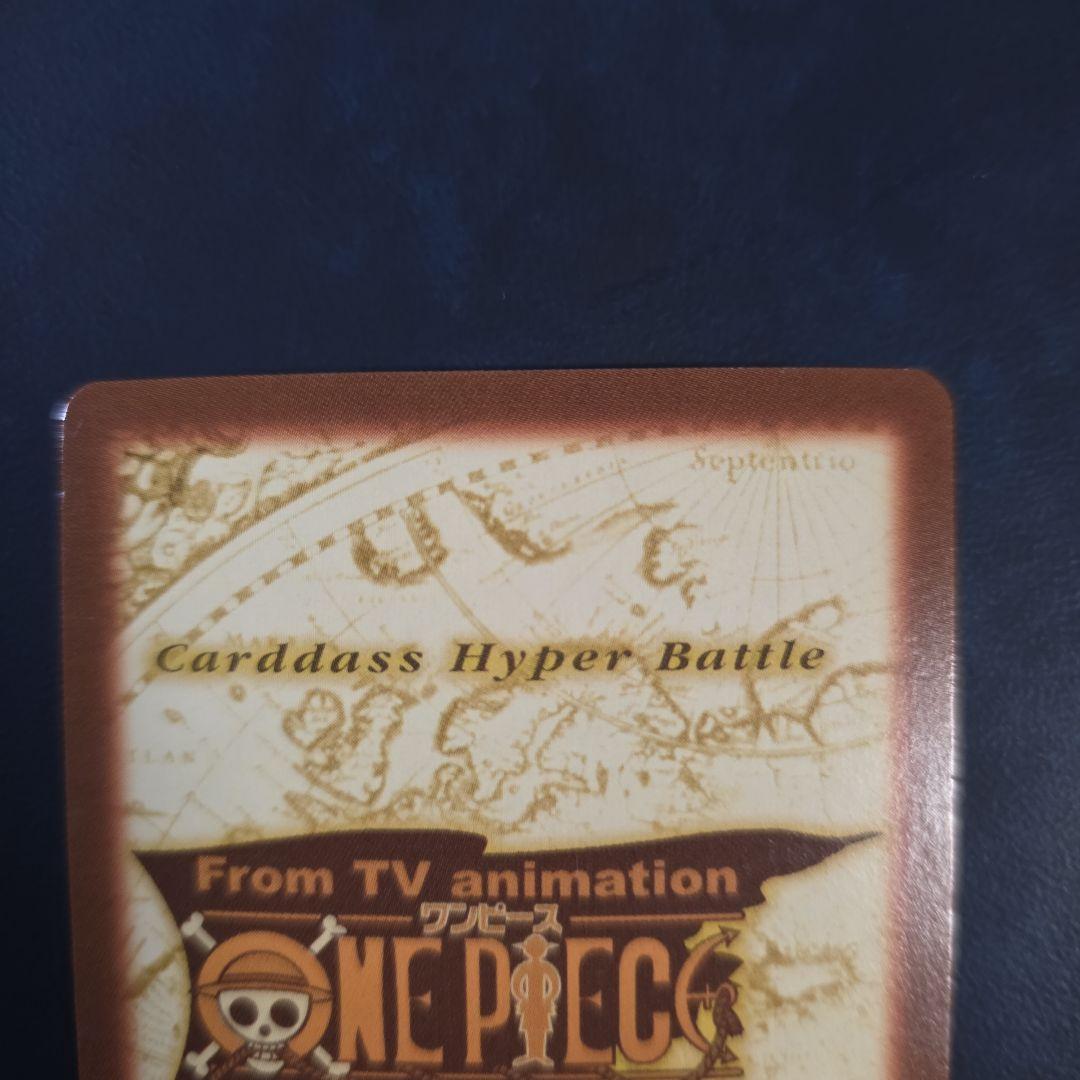 Septentrio
Carddass Hyper Battle
From TV animation
ワンピース
ONE PIECE